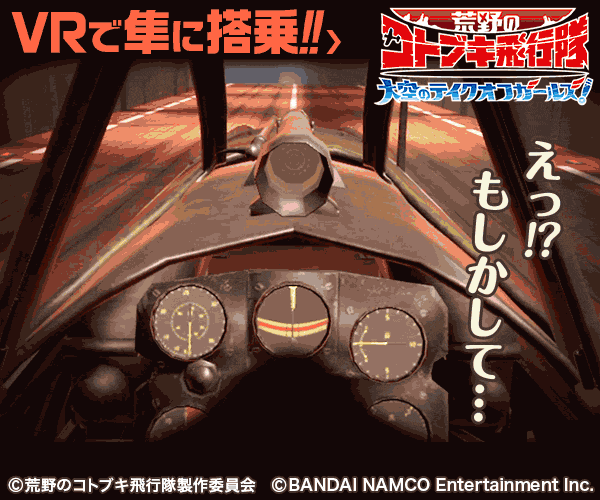 VRで隼に搭乗!!>
荒野の
コトブキ飛行隊
大空のテイクオフガールズ!
えっ!?
もしかして…
©荒野のコトブキ飛行隊製作委員会 ©BANDAI NAMCO Entertainment Inc.